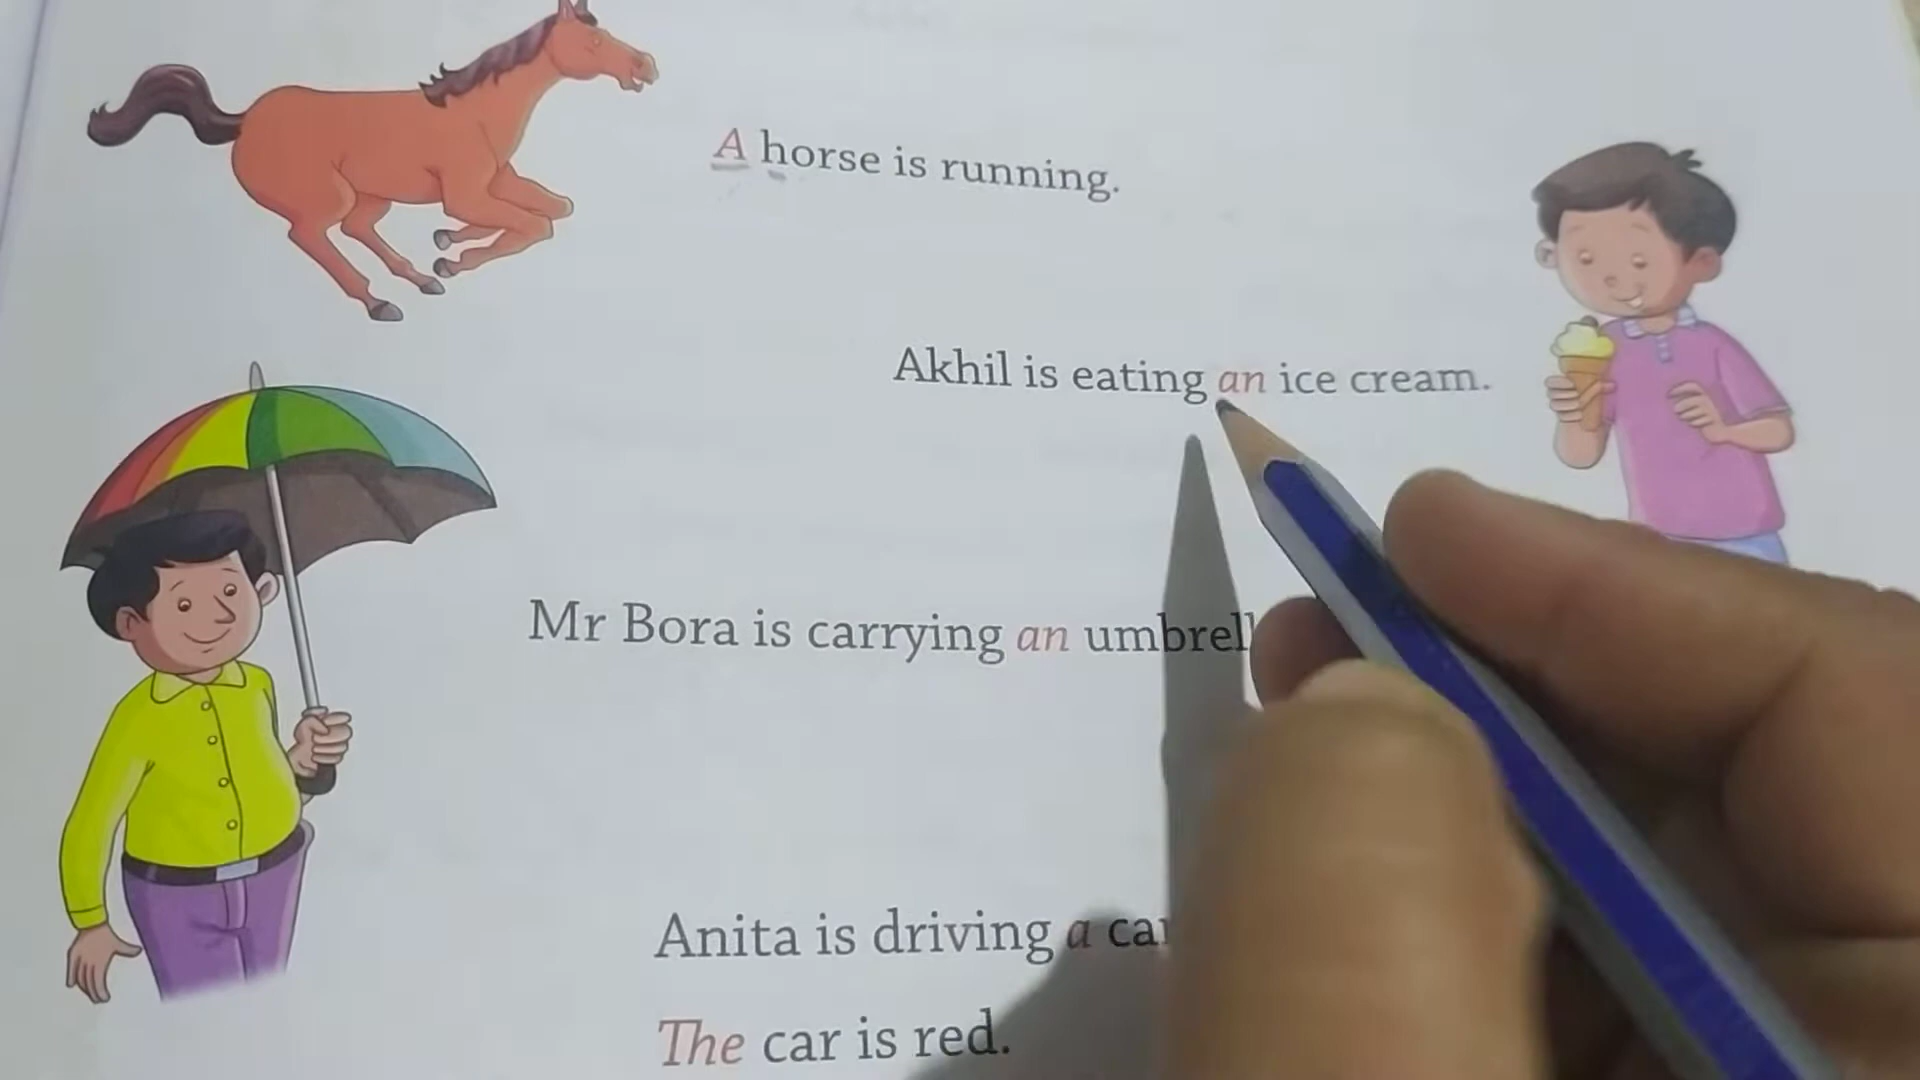 A horse is running.
Akhil is eating an ice cream.
Mr Bora is carrying an
Anita is driving a
The car is red.